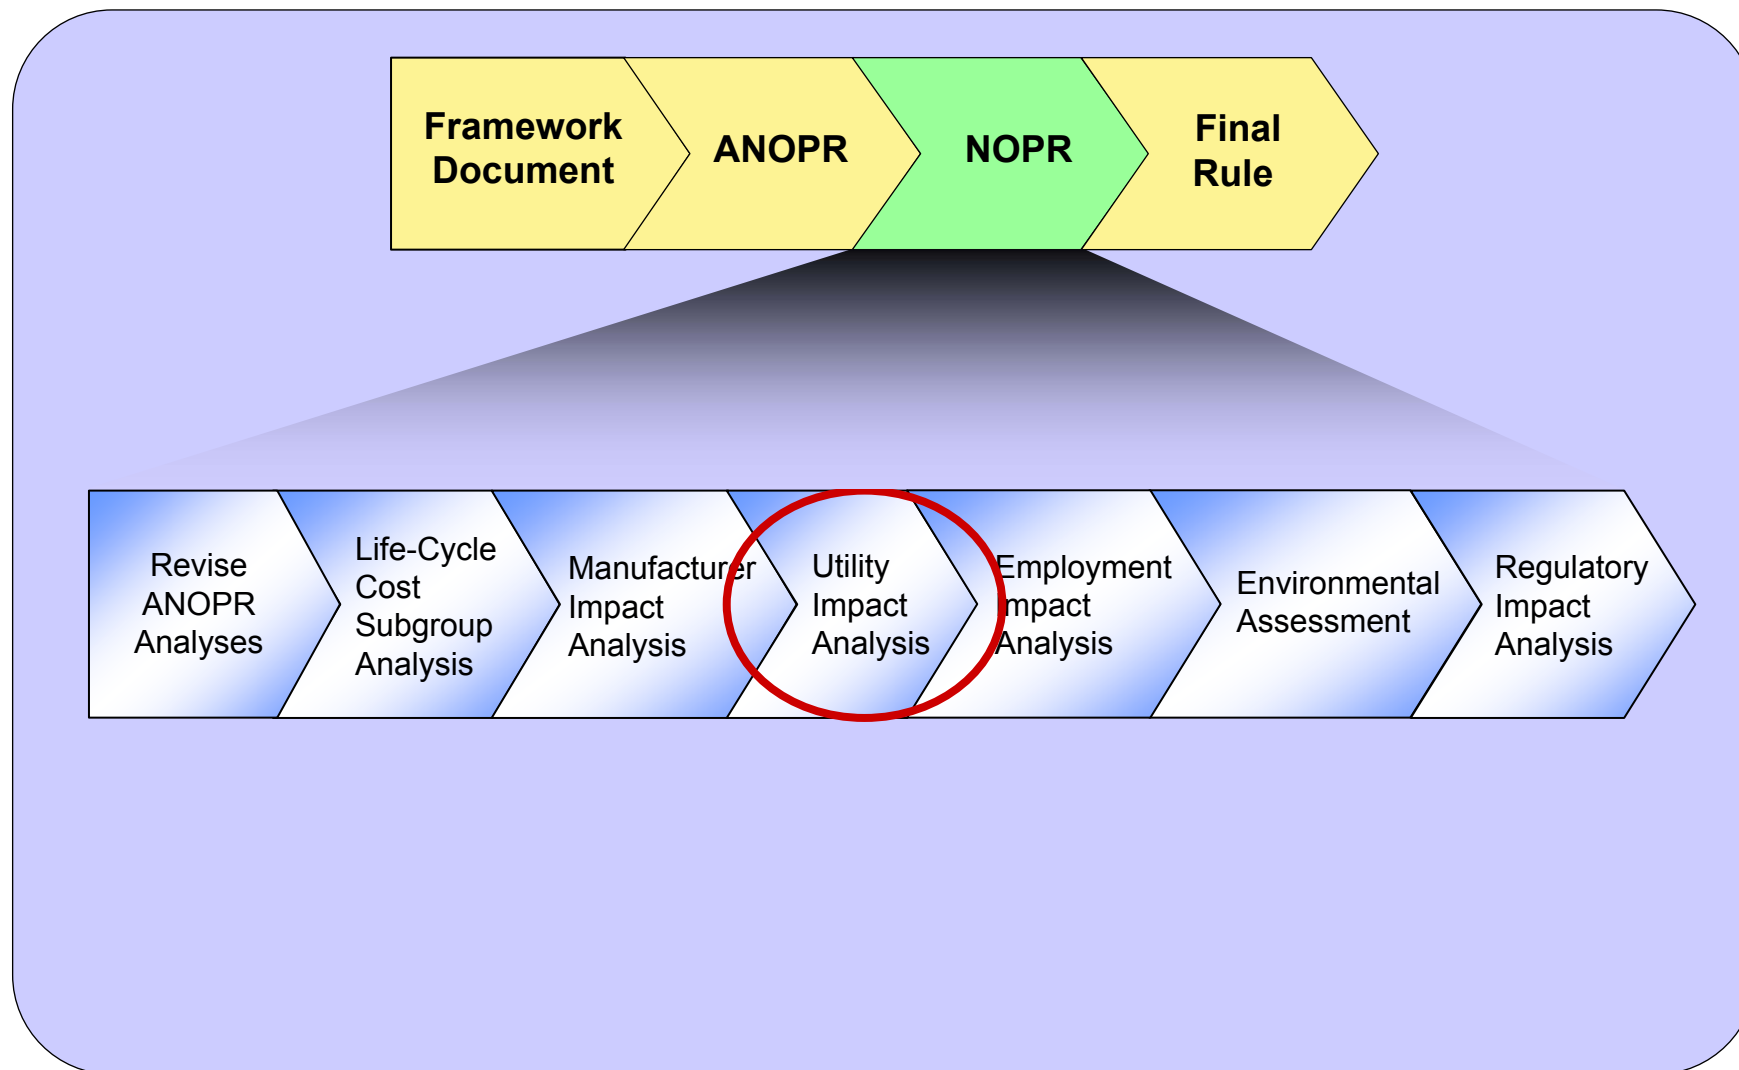 Framework
Document
ANOPR
NOPR
Final
Rule
Revise
ANOPR
Analyses
Life-Cycle
Cost
Subgroup
Analysis
Manufacturer
Impact
Analysis
Utility
Impact
Analysis
Employment
Impact
Analysis
Environmental
Assessment
Regulatory
Impact
Analysis